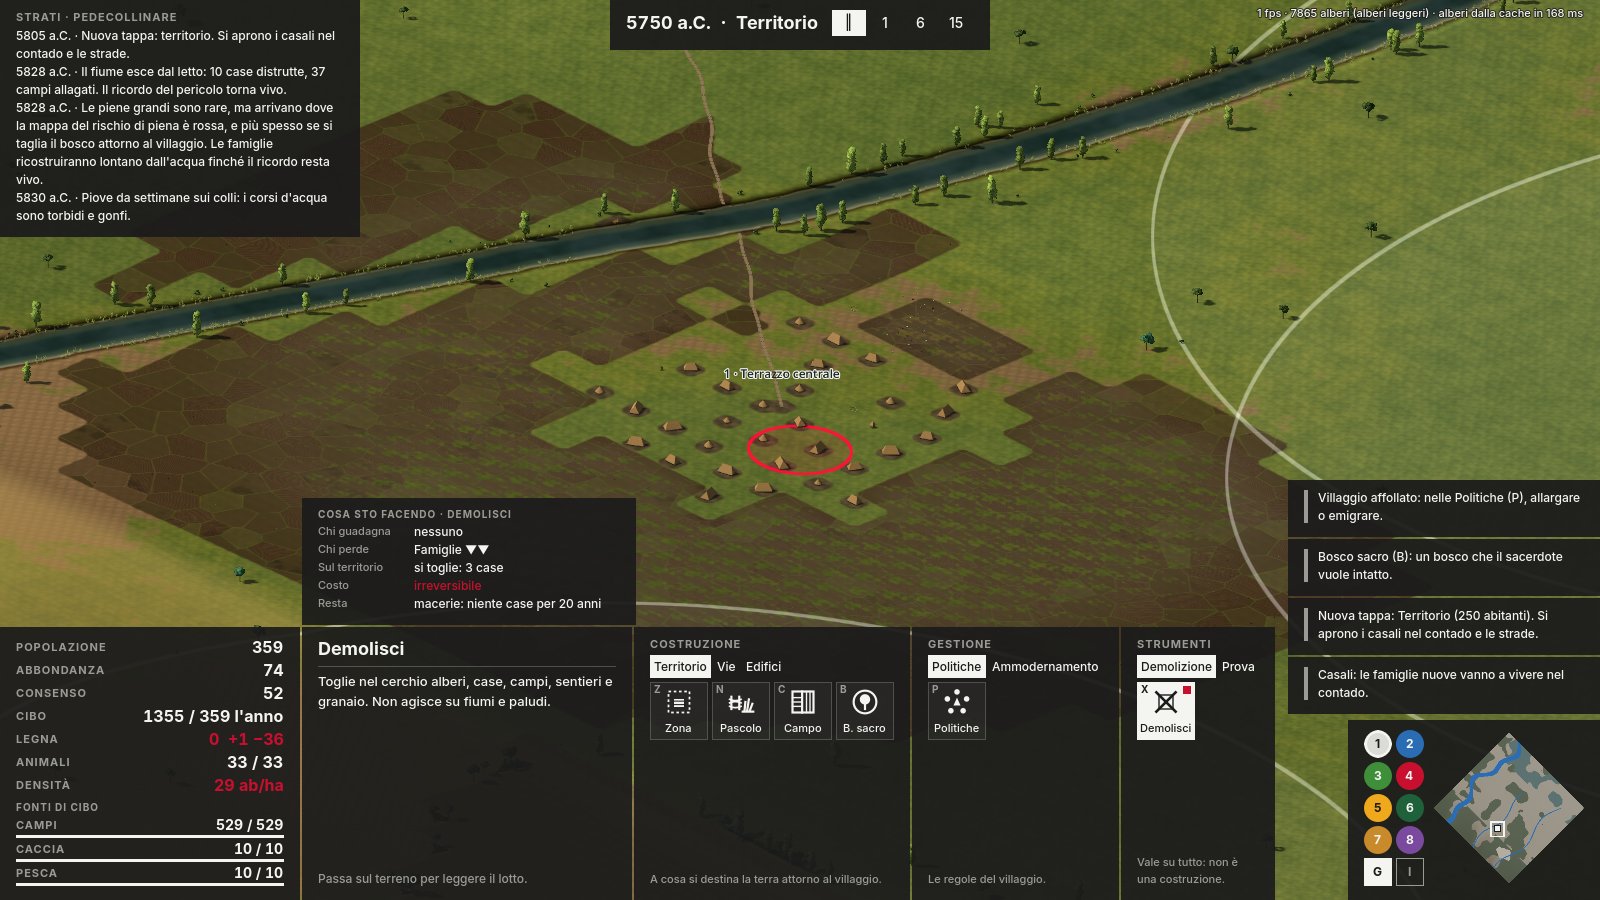 STRATI · PEDECOLLINARE
5805 a.C. · Nuova tappa: territorio. Si aprono i casali nel
contado e le strade.
5828 a.C. · Il fiume esce dal letto: 10 case distrutte, 37
campi allagati. Il ricordo del pericolo torna vivo.
5828 a.C. · Le piene grandi sono rare, ma arrivano dove
la mappa del rischio di piena è rossa, e più spesso se si
taglia il bosco attorno al villaggio. Le famiglie
ricostruiranno lontano dall'acqua finché il ricordo resta
vivo.
5830 a.C. · Piove da settimane sui colli: i corsi d'acqua
sono torbidi e gonfi.
5750 a.C. · Territorio 1 6 15
1 fps · 7865 alberi (alberi leggeri) · alberi dalla cache in 168 ms
1 · Terrazzo centrale
Villaggio affollato: nelle Politiche (P), allargare
o emigrare.
Bosco sacro (B): un bosco che il sacerdote
vuole intatto.
Nuova tappa: Territorio (250 abitanti). Si
aprono i casali nel contado e le strade.
Casali: le famiglie nuove vanno a vivere nel
contado.
COSA STO FACENDO · DEMOLISCI
Chi guadagna nessuno
Chi perde Famiglie ▼▼
Sul territorio si toglie: 3 case
Costo irreversibile
Resta macerie: niente case per 20 anni
POPOLAZIONE 359
ABBONDANZA 74
CONSENSO 52
CIBO 1355 / 359 l'anno
LEGNA 0 +1 −36
ANIMALI 33 / 33
DENSITÀ 29 ab/ha
FONTI DI CIBO
CAMPI 529 / 529
CACCIA 10 / 10
PESCA 10 / 10
Demolisci
Toglie nel cerchio alberi, case, campi, sentieri e
granaio. Non agisce su fiumi e paludi.
Passa sul terreno per leggere il lotto.
COSTRUZIONE
Territorio Vie Edifici
Z N C B
Zona Pascolo Campo B. sacro
A cosa si destina la terra attorno al villaggio.
GESTIONE
Politiche Ammodernamento
P
Politiche
Le regole del villaggio.
STRUMENTI
Demolizione Prova
X
Demolisci
Vale su tutto: non è
una costruzione.
1 2
3 4
5 6
7 8
G I